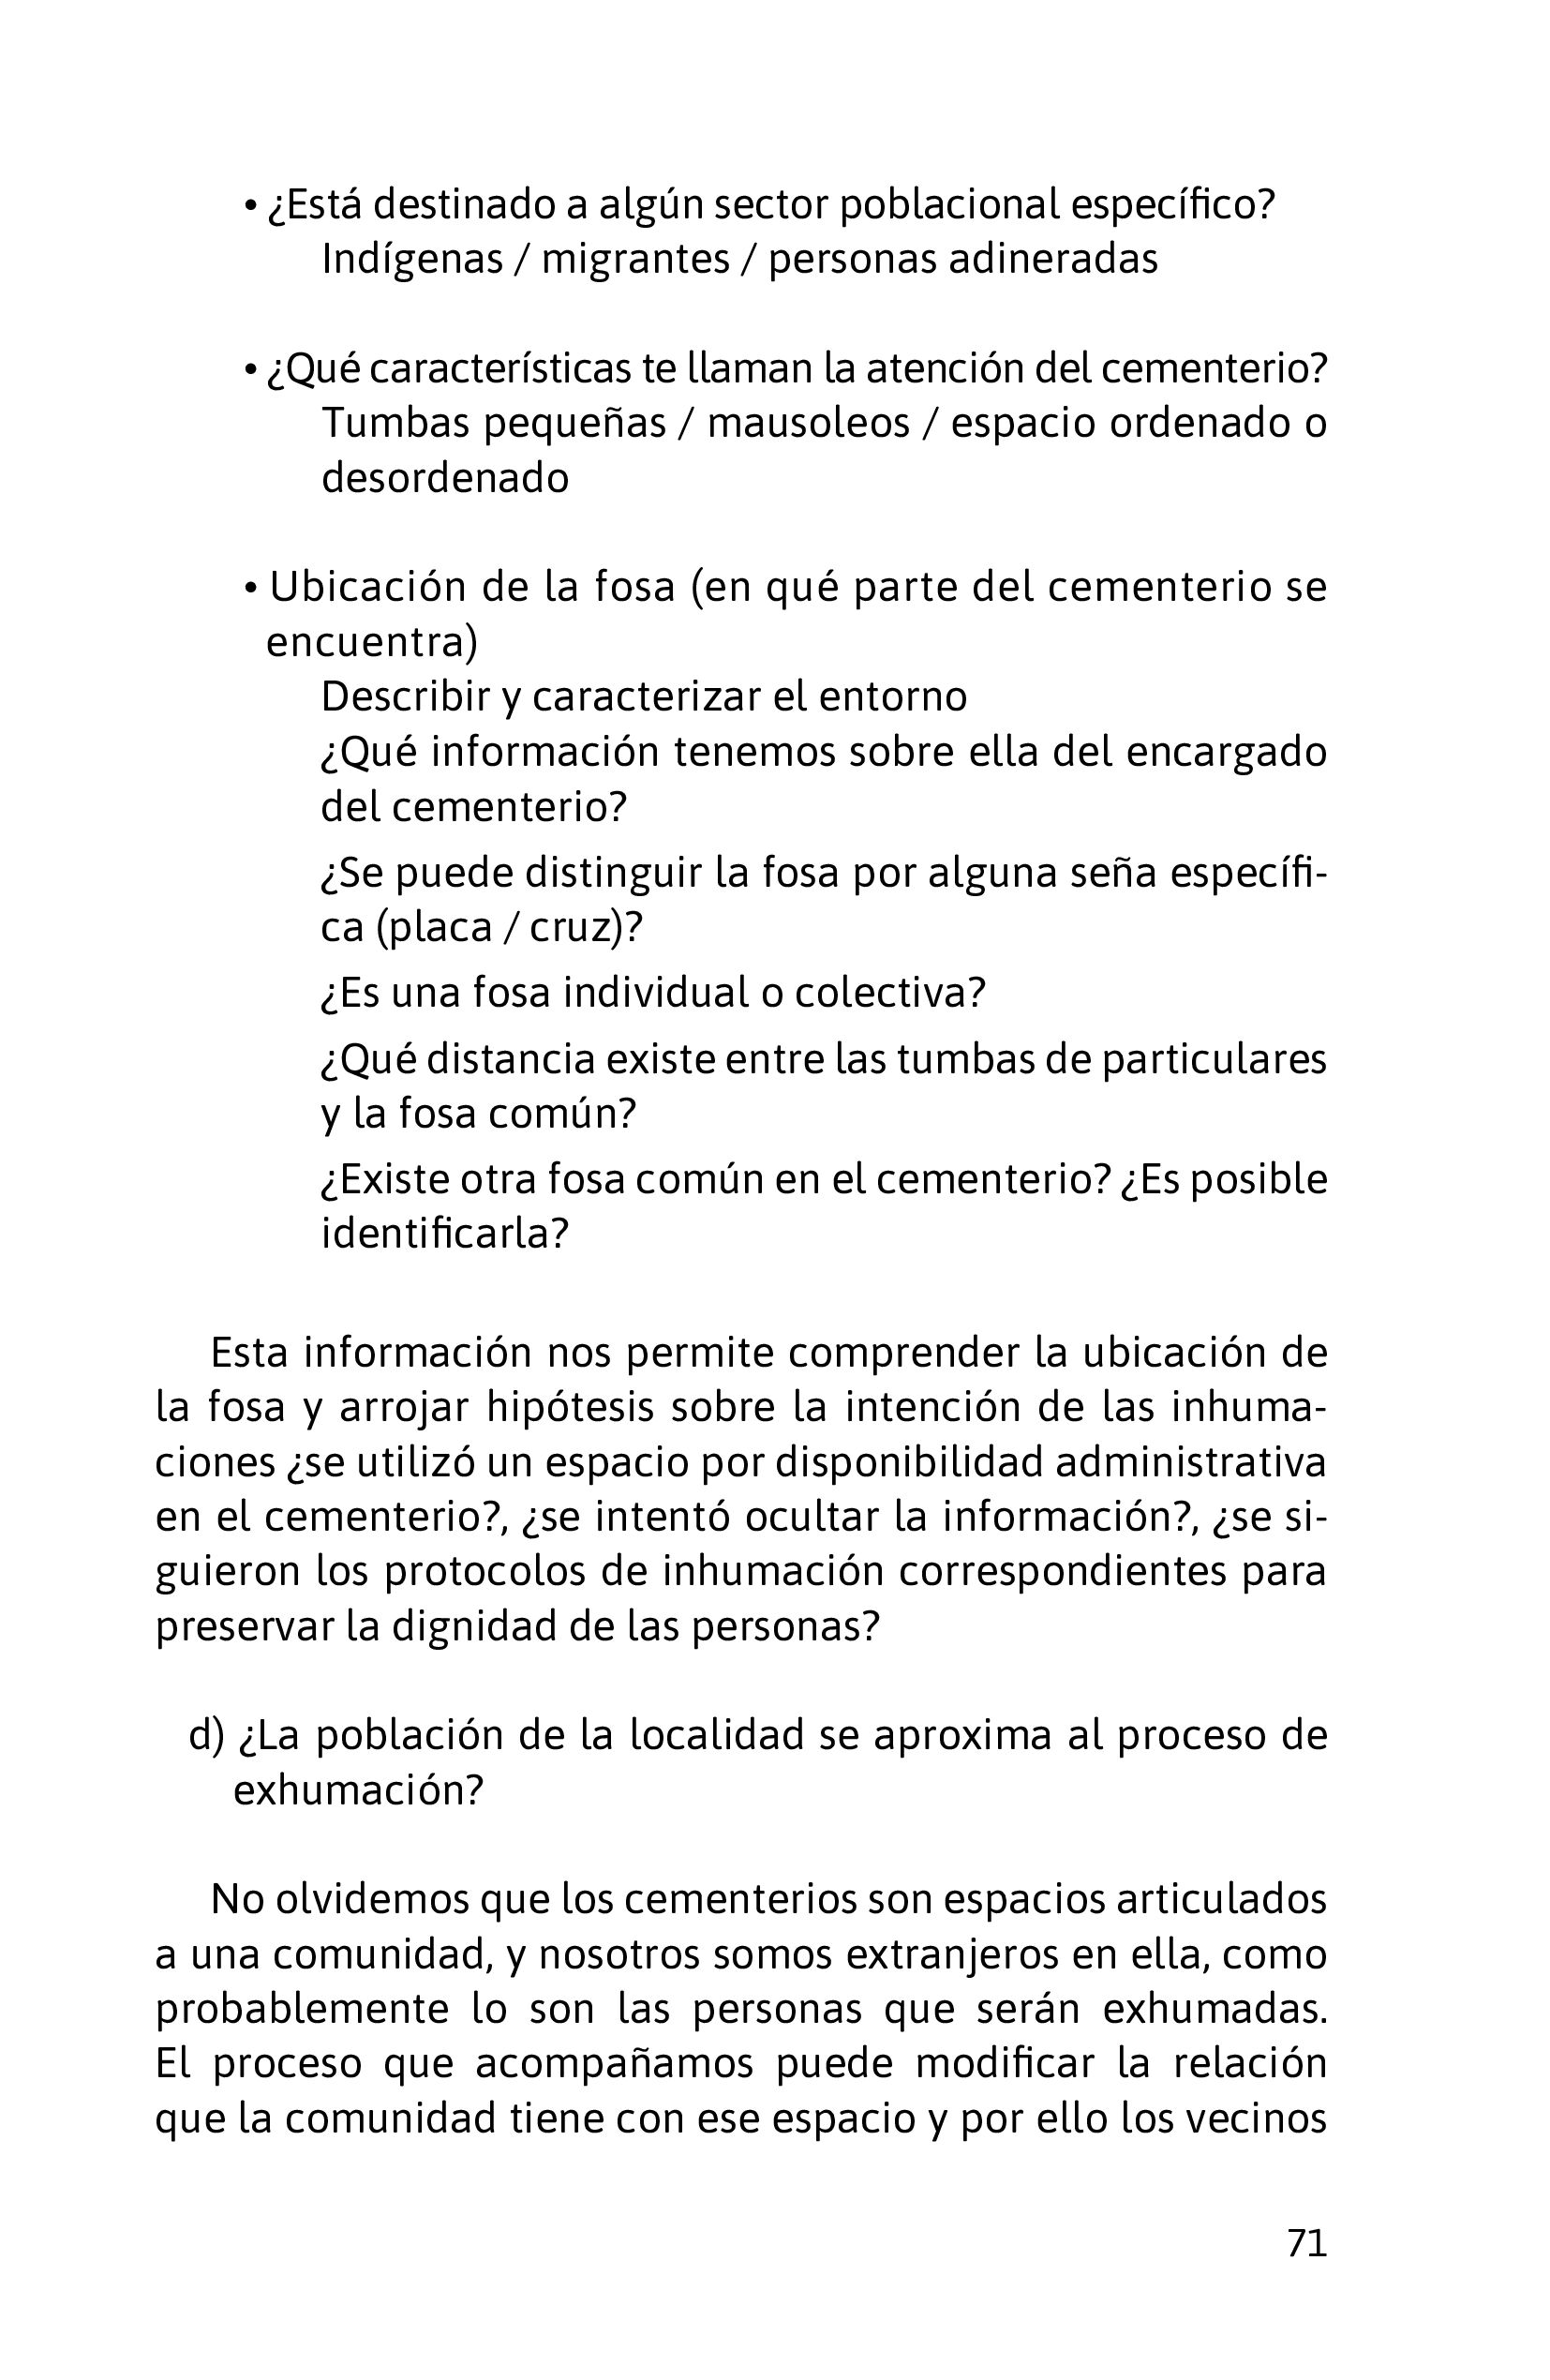 • ¿Está destinado a algún sector poblacional específico?
Indígenas / migrantes / personas adineradas
• ¿Qué características te llaman la atención del cementerio?
Tumbas pequeñas / mausoleos / espacio ordenado o
desordenado
• Ubicación de la fosa (en qué parte del cementerio se
encuentra)
Describir y caracterizar el entorno
¿Qué información tenemos sobre ella del encargado
del cementerio?
¿Se puede distinguir la fosa por alguna seña específi-
ca (placa / cruz)?
¿Es una fosa individual o colectiva?
¿Qué distancia existe entre las tumbas de particulares
y la fosa común?
¿Existe otra fosa común en el cementerio? ¿Es posible
identificarla?
Esta información nos permite comprender la ubicación de
la fosa y arrojar hipótesis sobre la intención de las inhuma-
ciones ¿se utilizó un espacio por disponibilidad administrativa
en el cementerio?, ¿se intentó ocultar la información?, ¿se si-
guieron los protocolos de inhumación correspondientes para
preservar la dignidad de las personas?
d) ¿La población de la localidad se aproxima al proceso de
exhumación?
No olvidemos que los cementerios son espacios articulados
a una comunidad, y nosotros somos extranjeros en ella, como
probablemente lo son las personas que serán exhumadas.
El proceso que acompañamos puede modificar la relación
que la comunidad tiene con ese espacio y por ello los vecinos
71